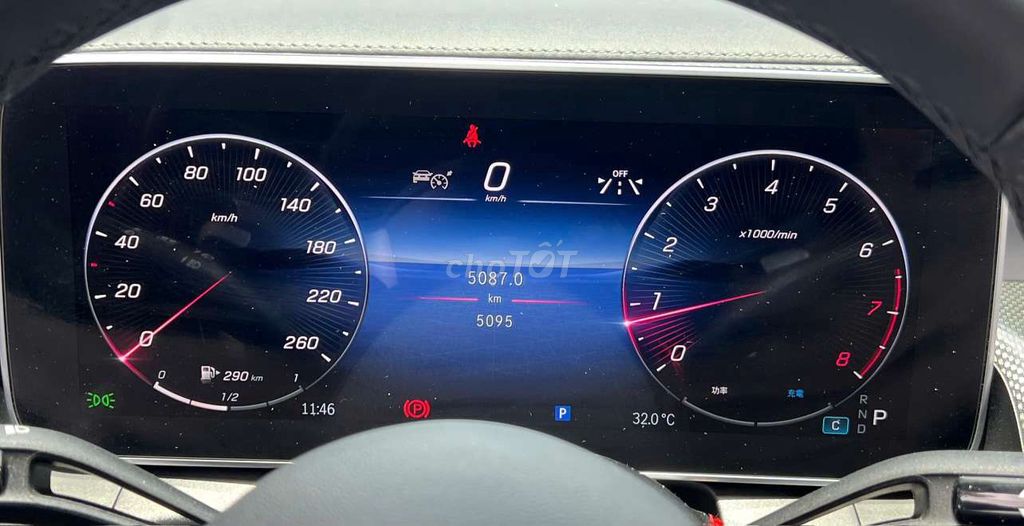 0
km/h
OFF
80 100
60 140
40 180
20 220
0 260
km/h
0 1/2 1
290 km
11:46
chợTỐT
5087.0
km
5095
P
P
32.0°C
0 1 2 3 4 5 6 7 8
x1000/min
功率
充電
C
R
N
D
P